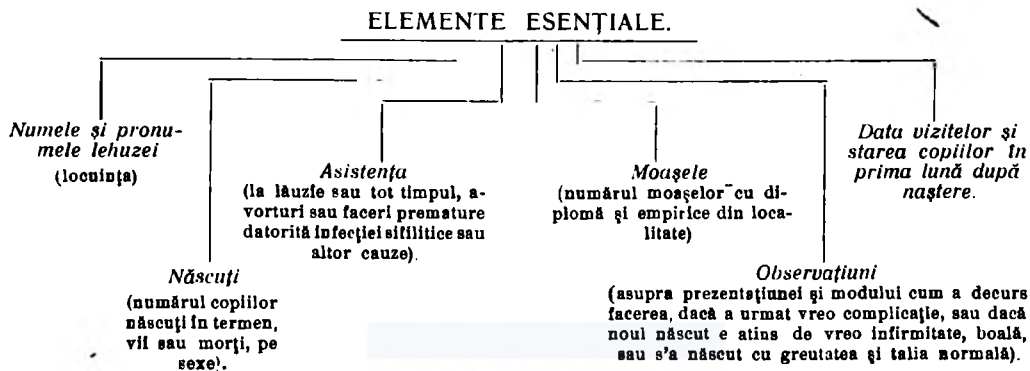 ELEMENTE ESENȚIALE.
Numele și pronu-
mele lehuzei
(locuința)
Născuți
(numărul copiilor
născuți în termen,
vii sau morți, pe
sexe).
Asistența
(la lăuzie sau tot timpul, a-
vorturi sau faceri premature
datorită infecției sifilitice sau
altor cauze).
Moașele
(numărul moașelor cu di-
plomă și empirice din loca-
litate)
Observațiuni
(asupra prezentațiunei și modului cum a decurs
facerea, dacă a urmat vreo complicație, sau dacă
noul născut e atins de vreo infirmitate, boală,
sau s'a născut cu greutatea și talia normală).
Data vizitelor și
starea copiilor în
prima lună după
naștere.